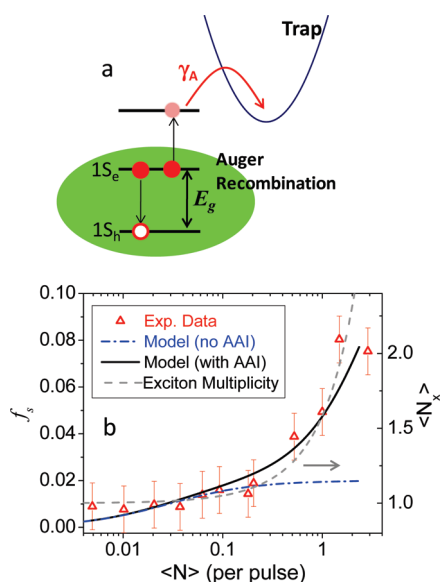 a
Trap
γA
1Se
Auger
Recombination
Eg
1Sh
b
0.10
0.08
0.06
0.04
0.02
0.00
fs
Exp. Data
Model (no AAI)
Model (with AAI)
Exciton Multiplicity
2.0
1.5
1.0
<Nx>
0.01
0.1
1
<N> (per pulse)